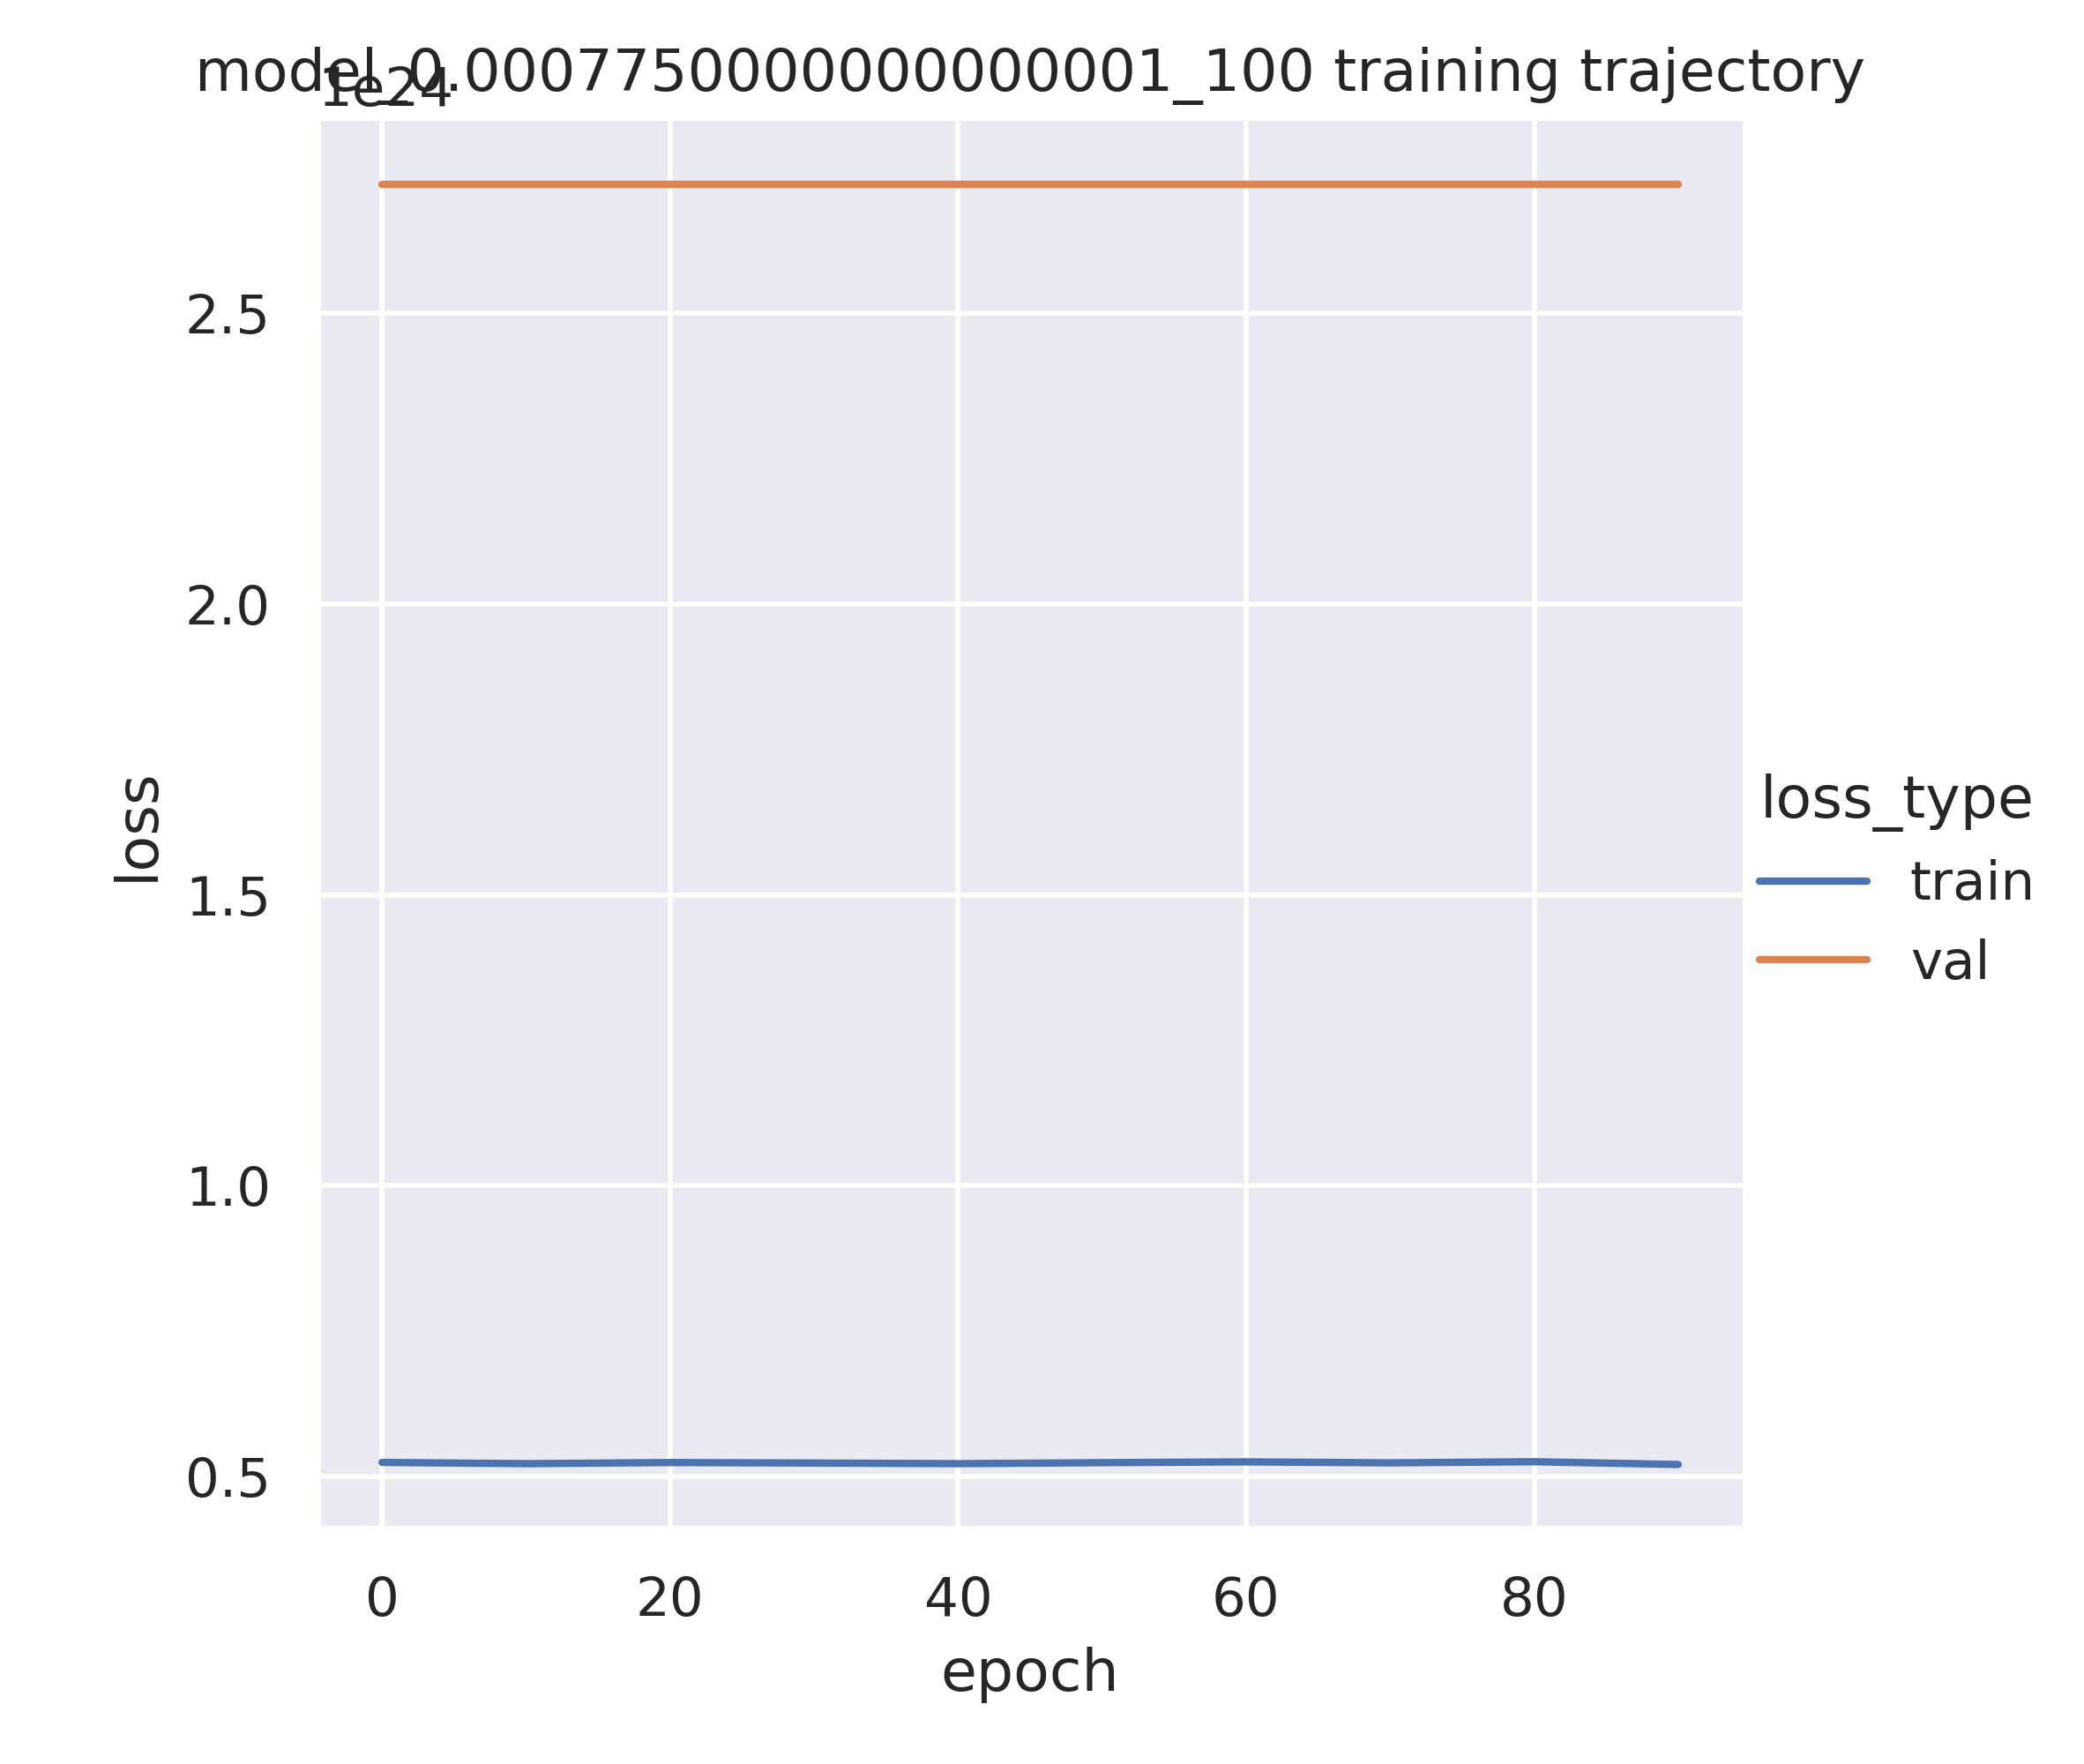 model_0.0007750000000000001_100 training trajectory
1e24
2.5
2.0
1.5
1.0
0.5
loss
0 20 40 60 80
epoch
loss_type
train
val